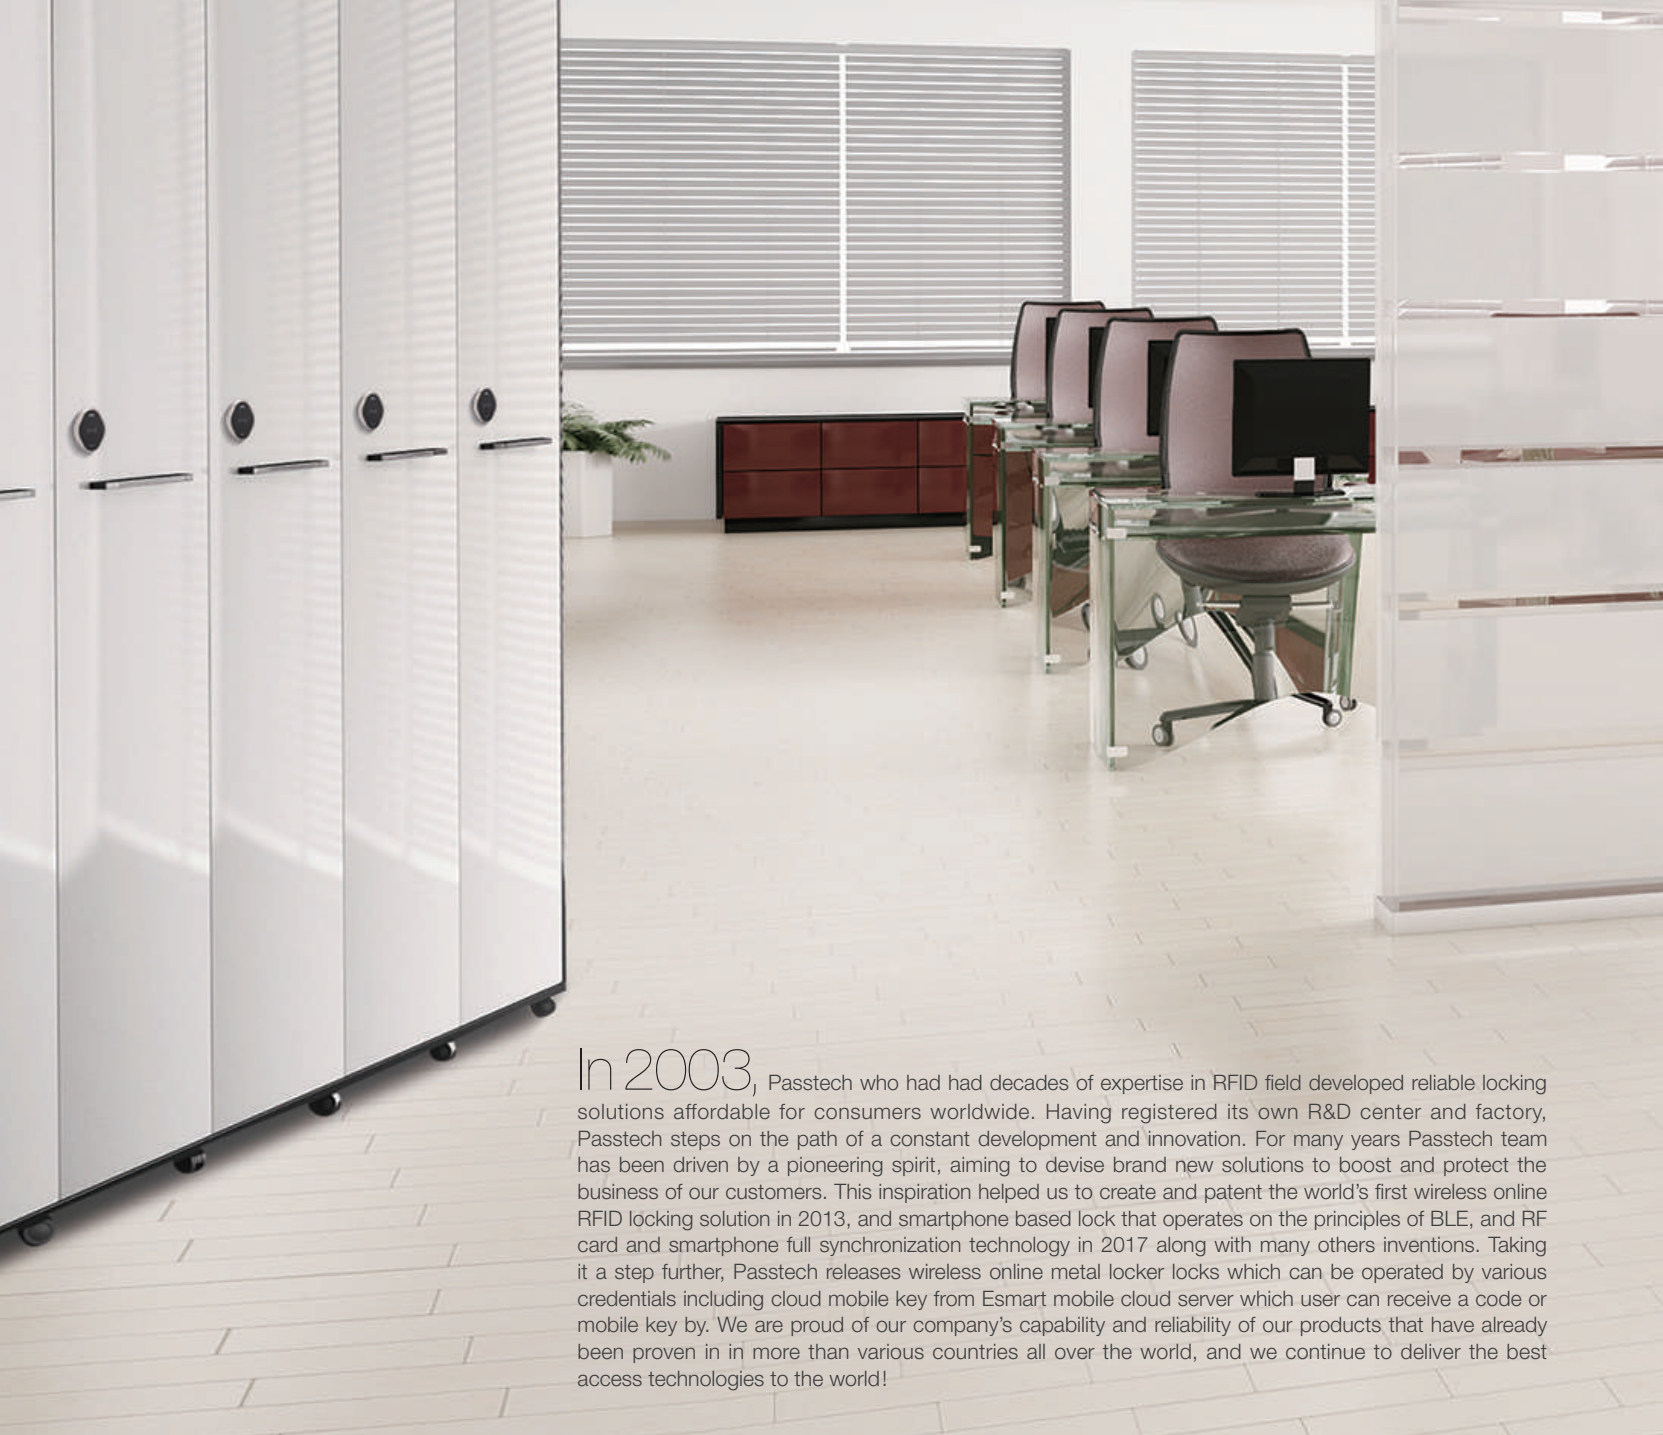 In 2003, Passtech who had had decades of expertise in RFID field developed reliable locking
solutions affordable for consumers worldwide. Having registered its own R&D center and factory,
Passtech steps on the path of a constant development and innovation. For many years Passtech team
has been driven by a pioneering spirit, aiming to devise brand new solutions to boost and protect the
business of our customers. This inspiration helped us to create and patent the world's first wireless online
RFID locking solution in 2013, and smartphone based lock that operates on the principles of BLE, and RF
card and smartphone full synchronization technology in 2017 along with many others inventions. Taking
it a step further, Passtech releases wireless online metal locker locks which can be operated by various
credentials including cloud mobile key from Esmart mobile cloud server which user can receive a code or
mobile key by. We are proud of our company's capability and reliability of our products that have already
been proven in in more than various countries all over the world, and we continue to deliver the best
access technologies to the world!